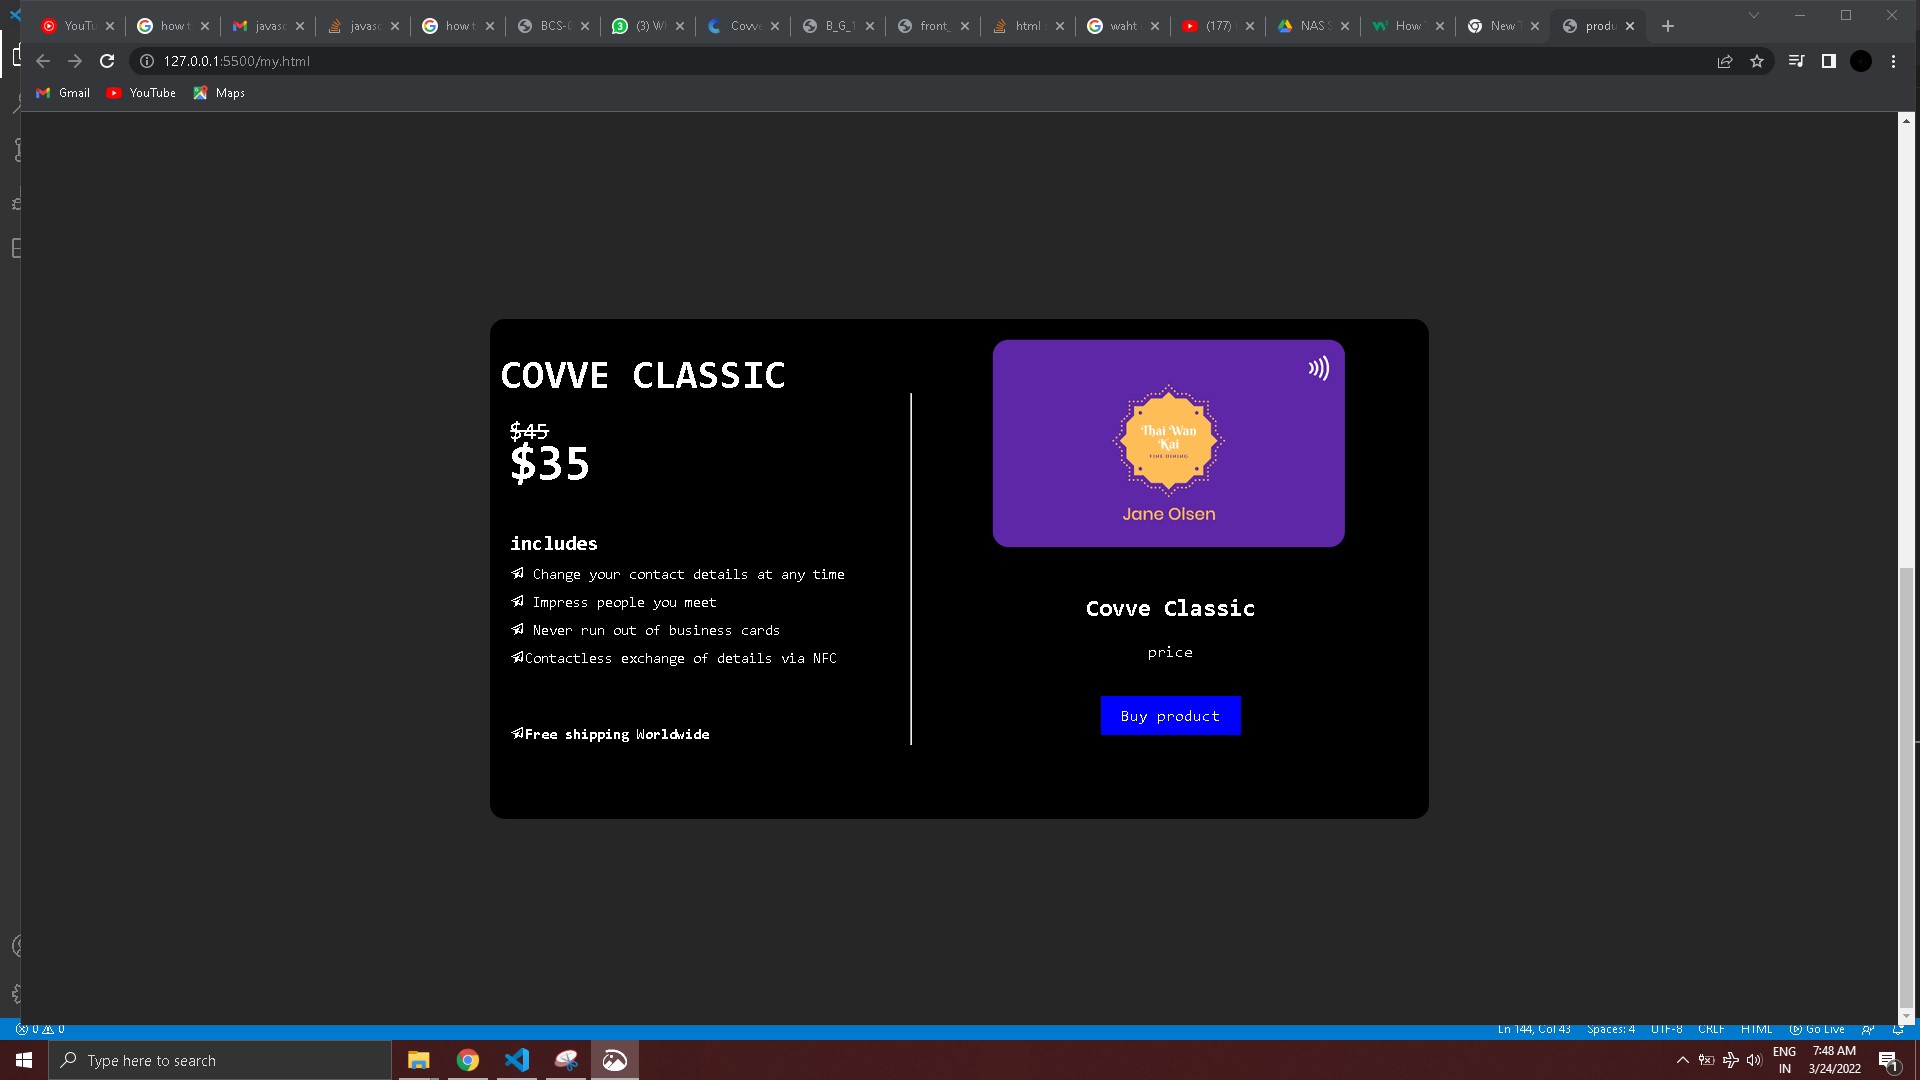 YouTu
how t
javasc
javasc
how t
BCS-
(3) W
Covve
B_G_T
front_
html
waht
(177)
NAS S
How
New T
produ
127.0.0.1:5500/my.html
Gmail
YouTube
Maps
COVVE CLASSIC
$45
$35
includes
Change your contact details at any time
Impress people you meet
Never run out of business cards
Contactless exchange of details via NFC
Free shipping Worldwide
Thai Wan
Kai
FINE DINING
Jane Olsen
Covve Classic
price
Buy product
0 0
Ln 144, Col 43 Spaces: 4 UTF-8 CRLF HTML Go Live
Type here to search
ENG
IN
7:48 AM
3/24/2022
1